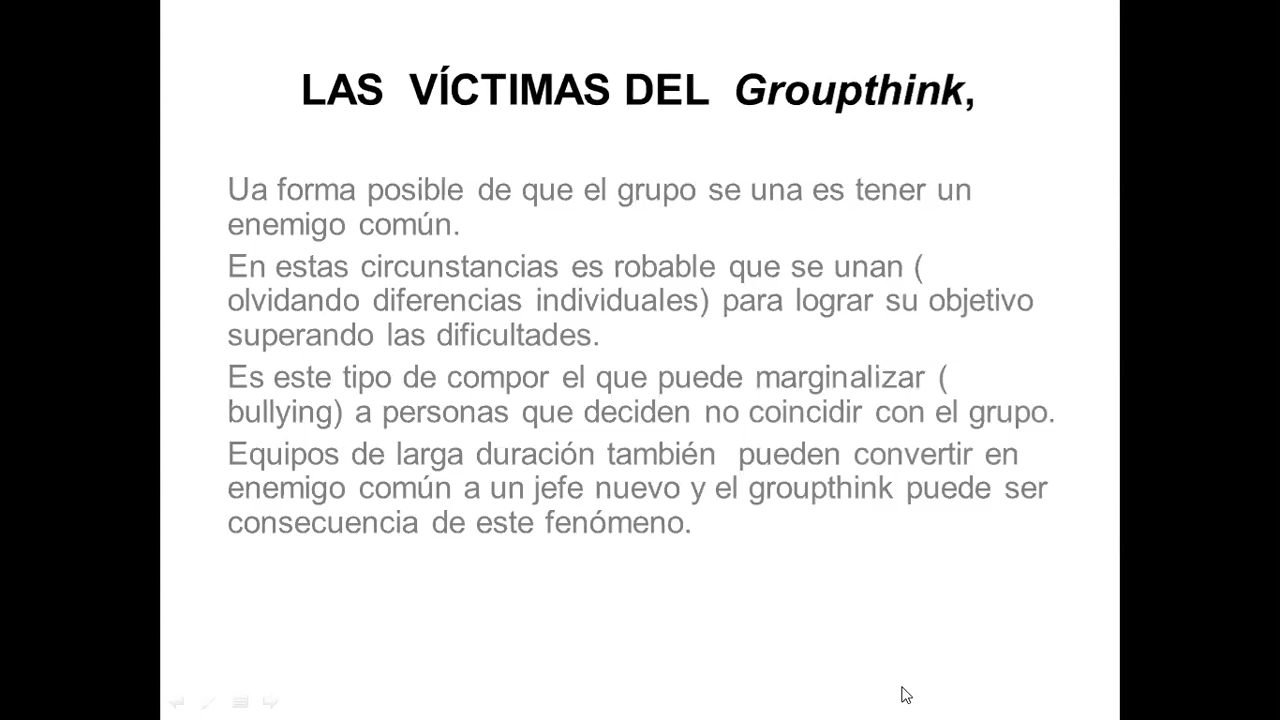 LAS VÍCTIMAS DEL Groupthink,
Ua forma posible de que el grupo se una es tener un
enemigo común.
En estas circunstancias es robable que se unan (
olvidando diferencias individuales) para lograr su objetivo
superando las dificultades.
Es este tipo de compor el que puede marginalizar (
bullying) a personas que deciden no coincidir con el grupo.
Equipos de larga duración también pueden convertir en
enemigo común a un jefe nuevo y el groupthink puede ser
consecuencia de este fenómeno.